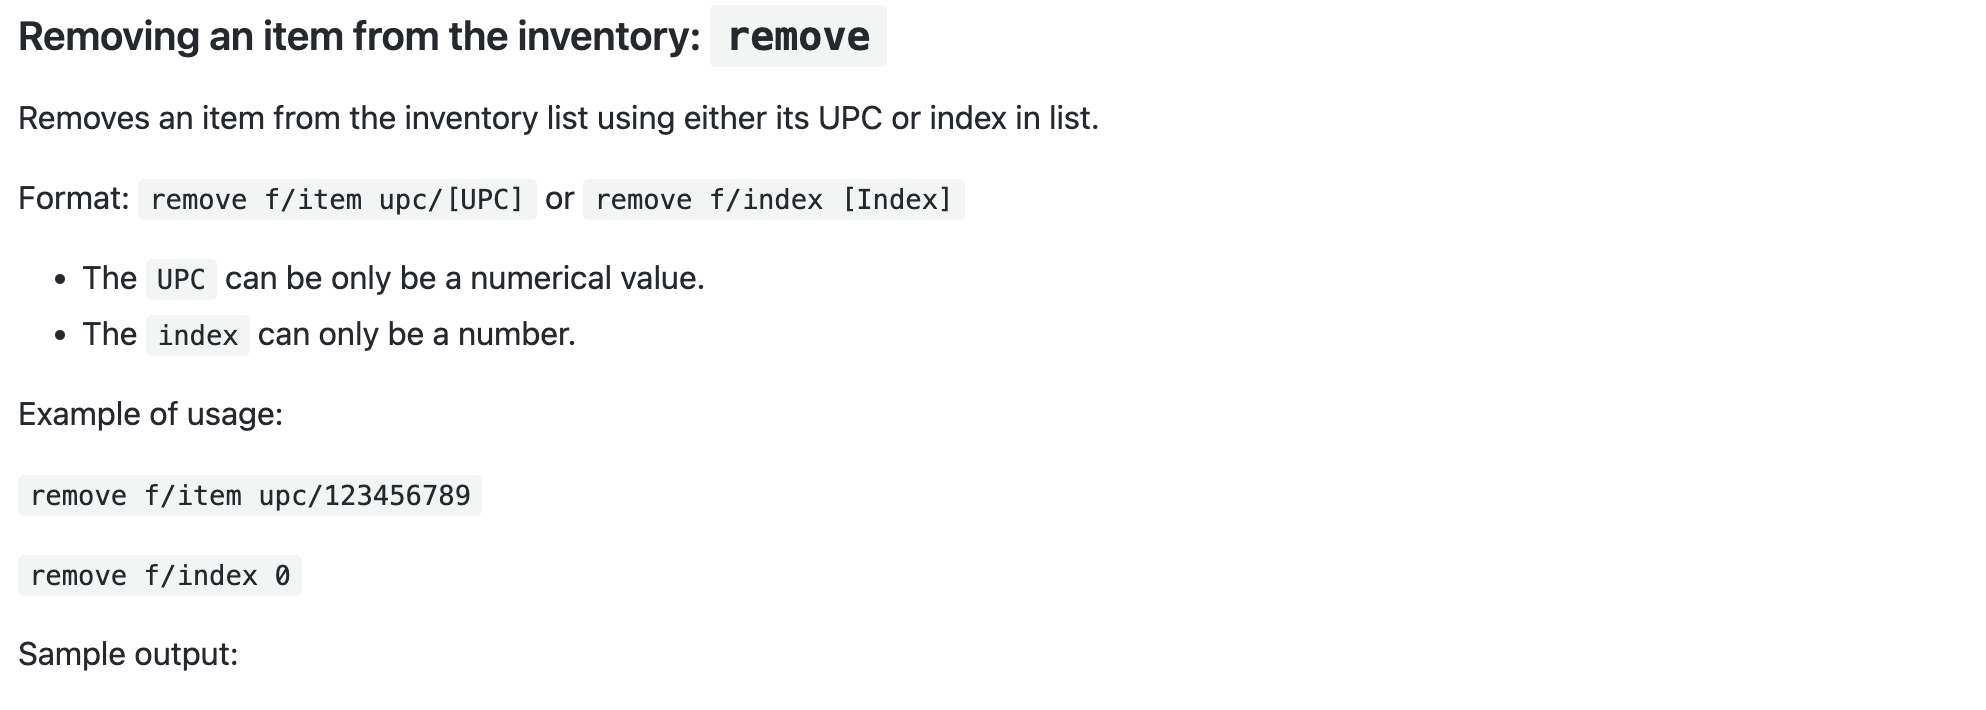 Removing an item from the inventory: remove
Removes an item from the inventory list using either its UPC or index in list.
Format: remove f/item upc/[UPC] or remove f/index [Index]
• The UPC can be only be a numerical value.
• The index can only be a number.
Example of usage:
remove f/item upc/123456789
remove f/index 0
Sample output: